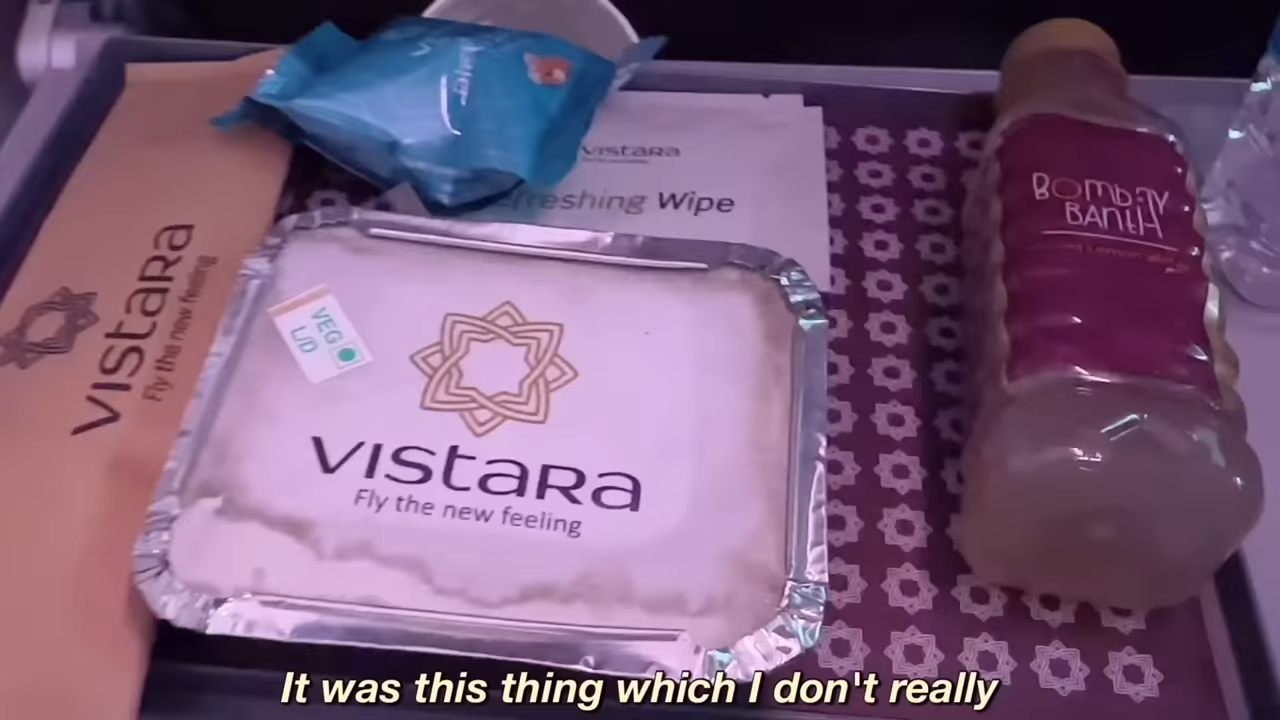 VISTARA
Fly the new feeling
VISTARA
Refreshing Wipe
VEG
L/D
VISTARA
Fly the new feeling
BOMBAY
BANTA
It was this thing which I don't really